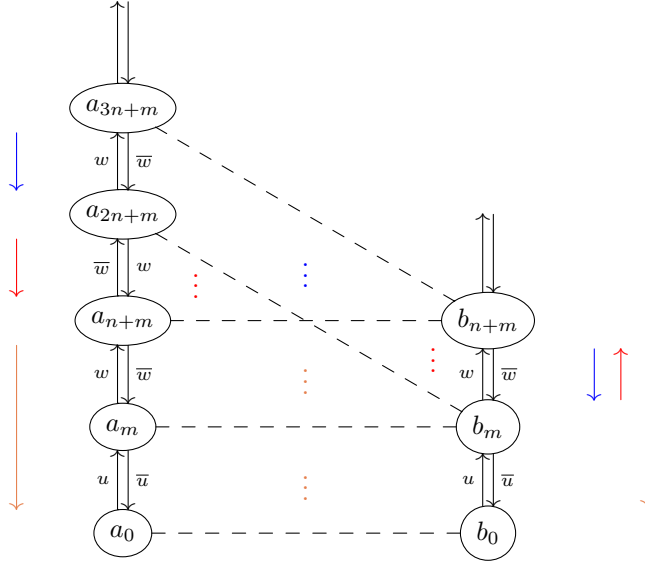 a_{3n+m}
w \overline{w}
a_{2n+m}
\overline{w} w
a_{n+m} b_{n+m}
w \overline{w} w \overline{w}
a_m b_m
u \overline{u} u \overline{u}
a_0 b_0